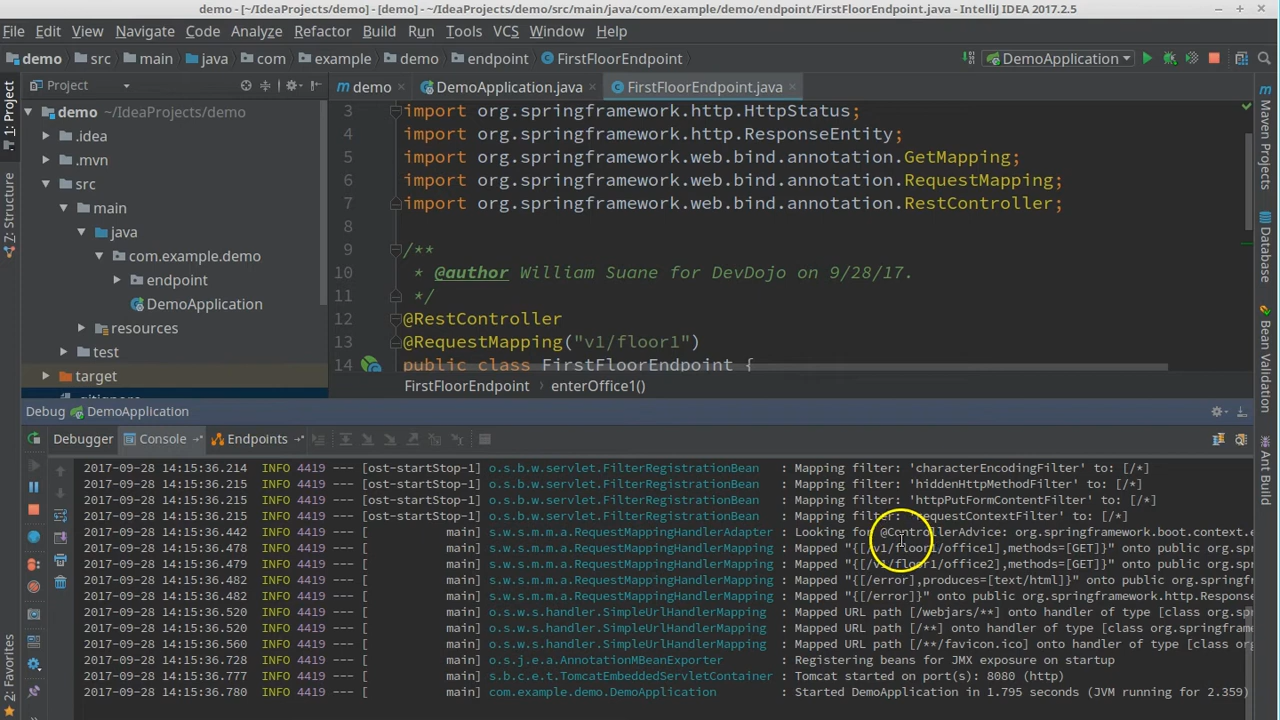 demo - [~/IdeaProjects/demo] - [demo] - ~/IdeaProjects/demo/src/main/java/com/example/demo/endpoint/FirstFloorEndpoint.java - IntelliJ IDEA 2017.2.5
File Edit View Navigate Code Analyze Refactor Build Run Tools VCS Window Help
demo src main java com example demo endpoint FirstFloorEndpoint DemoApplication
Project demo DemoApplication.java FirstFloorEndpoint.java
1: Project
Z: Structure
2: Favorites
demo ~/IdeaProjects/demo
.idea
.mvn
src
main
java
com.example.demo
endpoint
DemoApplication
resources
test
target
.gitignore
3 import org.springframework.http.HttpStatus;
4 import org.springframework.http.ResponseEntity;
5 import org.springframework.web.bind.annotation.GetMapping;
6 import org.springframework.web.bind.annotation.RequestMapping;
7 import org.springframework.web.bind.annotation.RestController;
8
9 /**
10 * @author William Suane for DevDojo on 9/28/17.
11 */
12 @RestController
13 @RequestMapping("v1/floor1")
14 public class FirstFloorEndpoint {
FirstFloorEndpoint › enterOffice1()
Maven Projects
Database
Bean Validation
Ant Build
Debug DemoApplication
Debugger Console Endpoints
2017-09-28 14:15:36.214 INFO 4419 --- [ost-startStop-1] o.s.b.w.servlet.FilterRegistrationBean : Mapping filter: 'characterEncodingFilter' to: [/*]
2017-09-28 14:15:36.215 INFO 4419 --- [ost-startStop-1] o.s.b.w.servlet.FilterRegistrationBean : Mapping filter: 'hiddenHttpMethodFilter' to: [/*]
2017-09-28 14:15:36.215 INFO 4419 --- [ost-startStop-1] o.s.b.w.servlet.FilterRegistrationBean : Mapping filter: 'httpPutFormContentFilter' to: [/*]
2017-09-28 14:15:36.215 INFO 4419 --- [ost-startStop-1] o.s.b.w.servlet.FilterRegistrationBean : Mapping filter: 'requestContextFilter' to: [/*]
2017-09-28 14:15:36.442 INFO 4419 --- [ main] s.w.s.m.m.a.RequestMappingHandlerAdapter : Looking for @ControllerAdvice: org.springframework.boot.context.e
2017-09-28 14:15:36.478 INFO 4419 --- [ main] s.w.s.m.m.a.RequestMappingHandlerMapping : Mapped "{[/v1/floor1/office1],methods=[GET]}" onto public org.spr
2017-09-28 14:15:36.479 INFO 4419 --- [ main] s.w.s.m.m.a.RequestMappingHandlerMapping : Mapped "{[/v1/floor1/office2],methods=[GET]}" onto public org.spr
2017-09-28 14:15:36.482 INFO 4419 --- [ main] s.w.s.m.m.a.RequestMappingHandlerMapping : Mapped "{[/error],produces=[text/html]}" onto public org.springf
2017-09-28 14:15:36.482 INFO 4419 --- [ main] s.w.s.m.m.a.RequestMappingHandlerMapping : Mapped "{[/error]}" onto public org.springframework.http.Response
2017-09-28 14:15:36.520 INFO 4419 --- [ main] o.s.w.s.handler.SimpleUrlHandlerMapping : Mapped URL path [/webjars/**] onto handler of type [class org.s
2017-09-28 14:15:36.520 INFO 4419 --- [ main] o.s.w.s.handler.SimpleUrlHandlerMapping : Mapped URL path [/**] onto handler of type [class org.springfram
2017-09-28 14:15:36.560 INFO 4419 --- [ main] o.s.w.s.handler.SimpleUrlHandlerMapping : Mapped URL path [/**/favicon.ico] onto handler of type [class or
2017-09-28 14:15:36.728 INFO 4419 --- [ main] o.s.j.e.a.AnnotationMBeanExporter : Registering beans for JMX exposure on startup
2017-09-28 14:15:36.777 INFO 4419 --- [ main] s.b.c.e.t.TomcatEmbeddedServletContainer : Tomcat started on port(s): 8080 (http)
2017-09-28 14:15:36.780 INFO 4419 --- [ main] com.example.demo.DemoApplication : Started DemoApplication in 1.795 seconds (JVM running for 2.359)